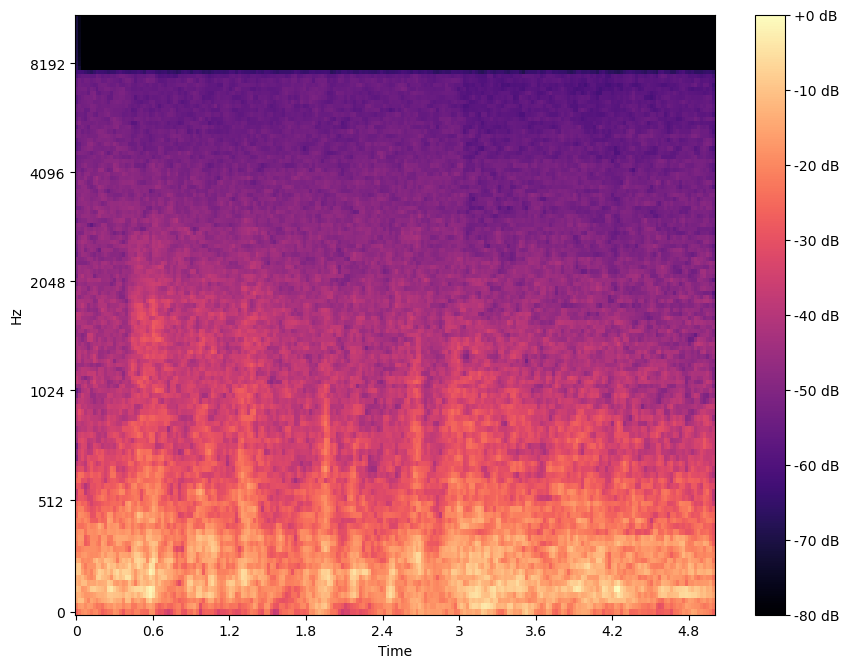 +0 dB
8192
-10 dB
4096
-20 dB
-30 dB
2048
Hz
-40 dB
1024
-50 dB
-60 dB
512
-70 dB
0
-80 dB
0 0.6 1.2 1.8 2.4 3 3.6 4.2 4.8
Time